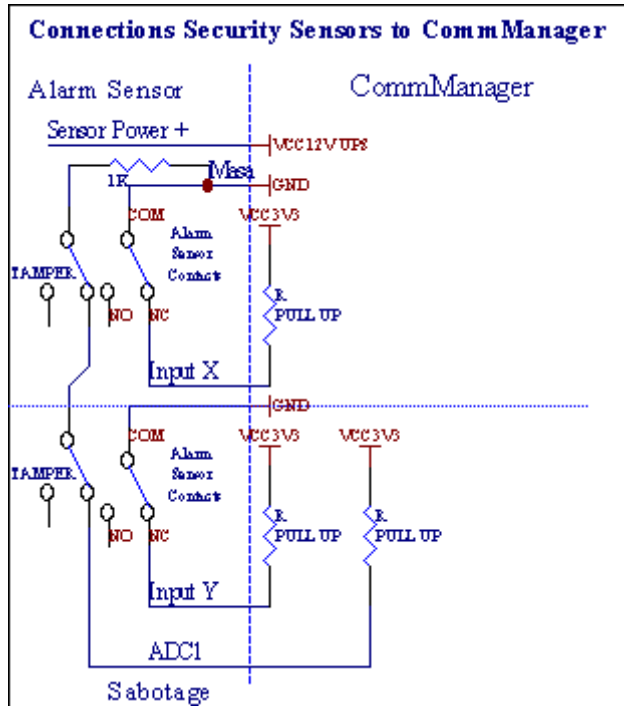 Connections Security Sensors to CommManager
Alarm Sensor
CommManager
Sensor Power +
VCC12V UPS
1K
Masa
GND
COM
VCC3V3
Alarm
Sensor
Contact
TAMPER
R
PULL UP
NO
NC
Input X
GND
COM
VCC3V3
VCC3V3
Alarm
Sensor
Contact
TAMPER
R
PULL UP
R
PULL UP
NO
NC
Input Y
ADC1
Sabotage